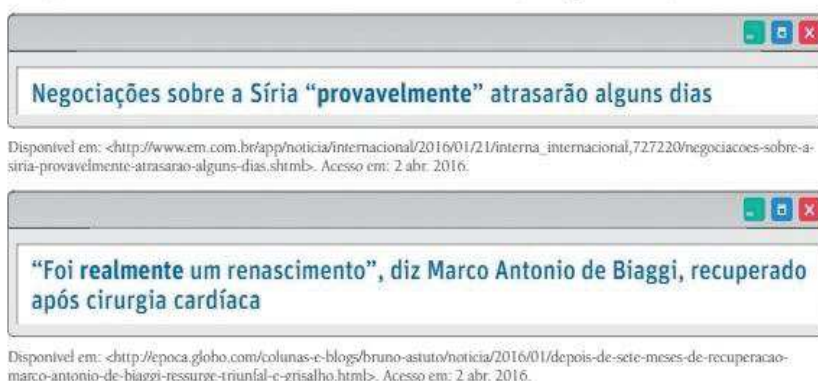 Negociações sobre a Síria “provavelmente” atrasarão alguns dias
Disponível em: <http://www.em.com.br/app/noticia/internacional/2016/01/21/interna_internacional,727220/negociacoes-sobre-a-
siria-provavelmente-atrasarao-alguns-dias.shtml>. Acesso em: 2 abr. 2016.
“Foi realmente um renascimento”, diz Marco Antonio de Biaggi, recuperado
após cirurgia cardíaca
Disponível em: <http://epoca.globo.com/colunas-e-blogs/bruno-astuto/noticia/2016/01/depois-de-sete-meses-de-recuperacao-
marco-antonio-de-biaggi-ressurge-triunfal-e-grisalho.html>. Acesso em: 2 abr. 2016.